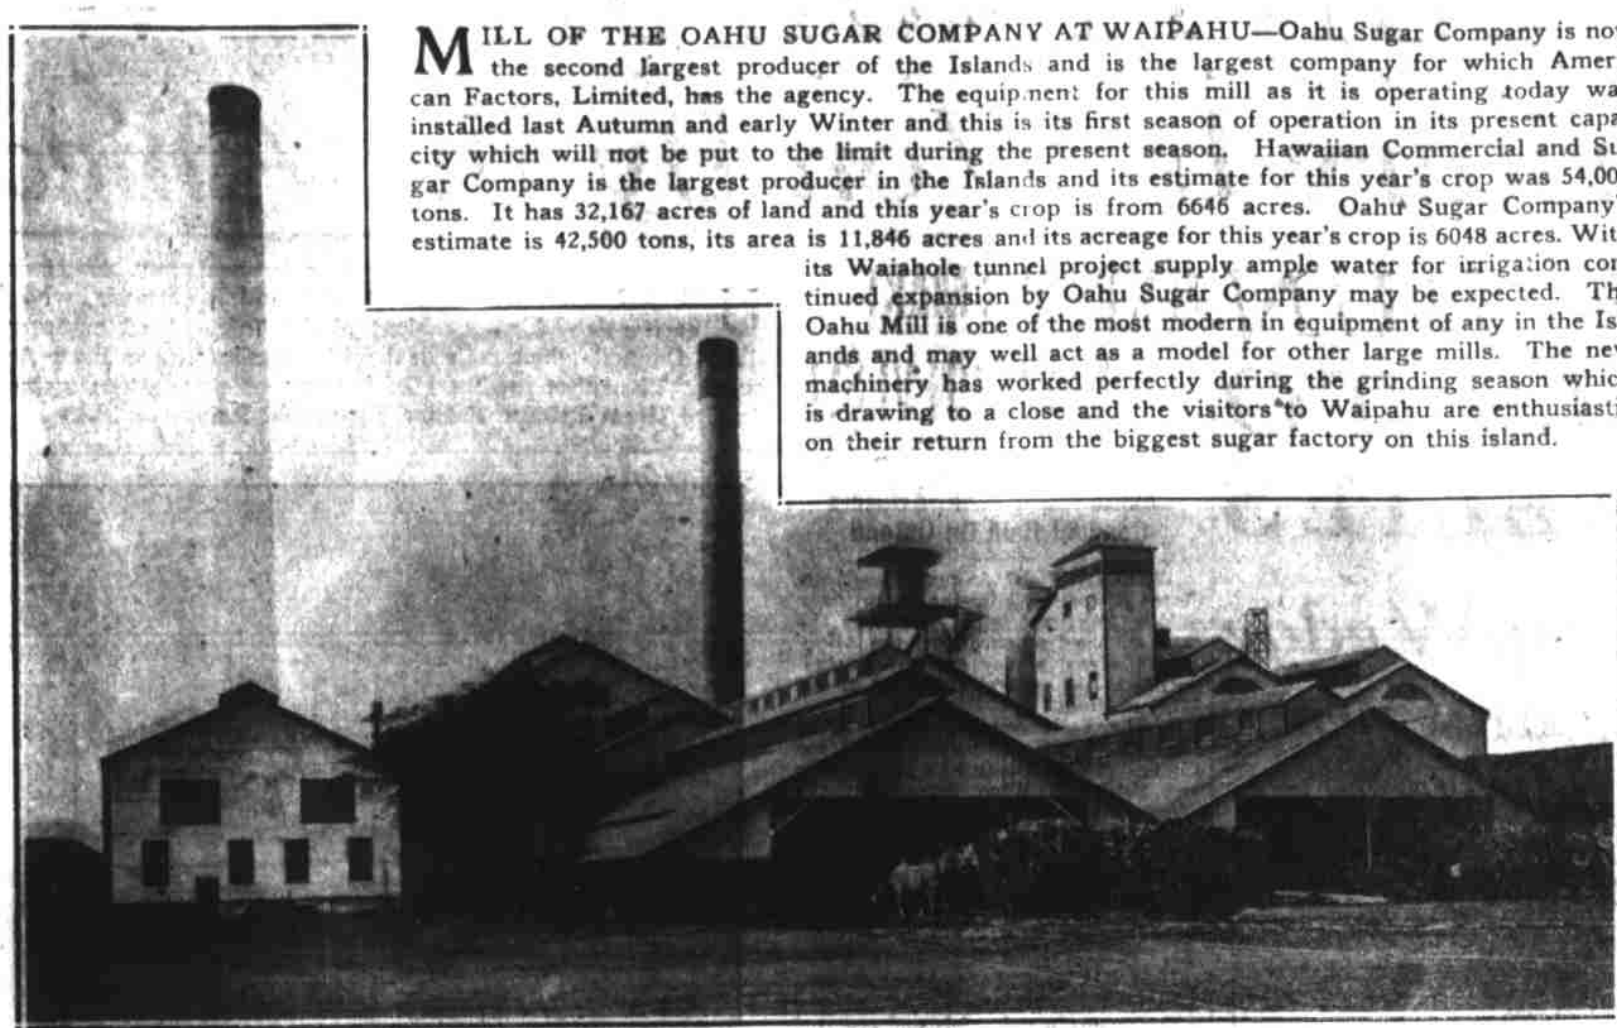 MILL OF THE OAHU SUGAR COMPANY AT WAIPAHU—Oahu Sugar Company is no
the second largest producer of the Islands and is the largest company for which Amer
can Factors, Limited, has the agency. The equipment for this mill as it is operating today wa
installed last Autumn and early Winter and this is its first season of operation in its present capa
city which will not be put to the limit during the present season. Hawaiian Commercial and Su
gar Company is the largest producer in the Islands and its estimate for this year's crop was 54,00
tons. It has 32,167 acres of land and this year's crop is from 6646 acres. Oahu Sugar Company'
estimate is 42,500 tons, its area is 11,846 acres and its acreage for this year's crop is 6048 acres. Wit
its Waiahole tunnel project supply ample water for irrigation con
tinued expansion by Oahu Sugar Company may be expected. Th
Oahu Mill is one of the most modern in equipment of any in the Is
ands and may well act as a model for other large mills. The ne
machinery has worked perfectly during the grinding season whic
is drawing to a close and the visitors to Waipahu are enthusiasti
on their return from the biggest sugar factory on this island.